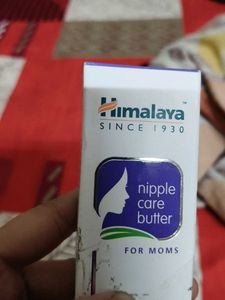 Himalaya
SINCE 1930
nipple
care
butter
FOR MOMS